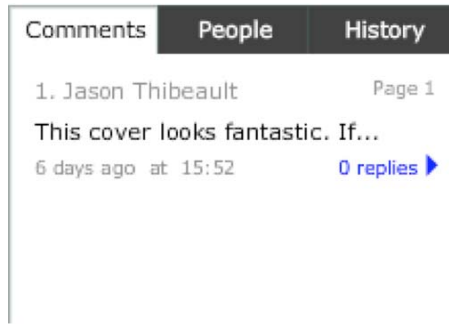 Comments People History
1. Jason Thibeault Page 1
This cover looks fantastic. If...
6 days ago at 15:52 0 replies